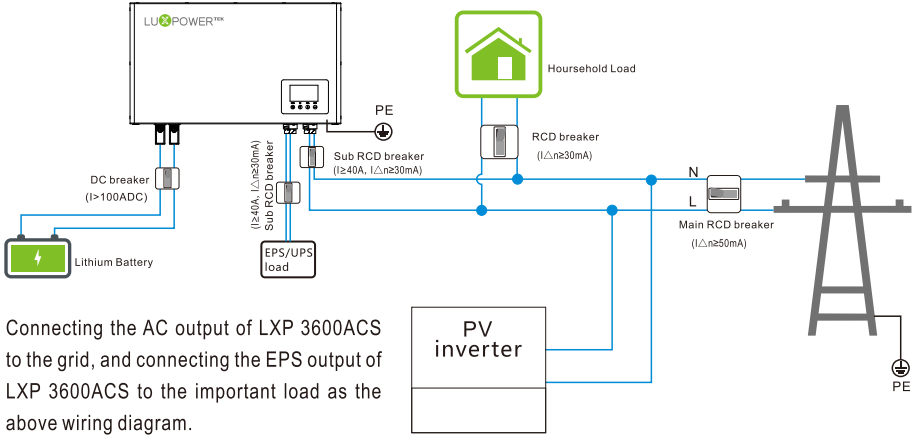 LUXPOWERTEK
Hoursehold Load
PE
RCD breaker
(I△n≥30mA)
Sub RCD breaker
(I≥40A, I△n≥30mA)
(I≥40A, I△n≥30mA)
Sub RCD breaker
DC breaker
(I>100ADC)
N
L
Main RCD breaker
(I△n≥50mA)
EPS/UPS
load
Lithium Battery
PV
inverter
PE
Connecting the AC output of LXP 3600ACS
to the grid, and connecting the EPS output of
LXP 3600ACS to the important load as the
above wiring diagram.